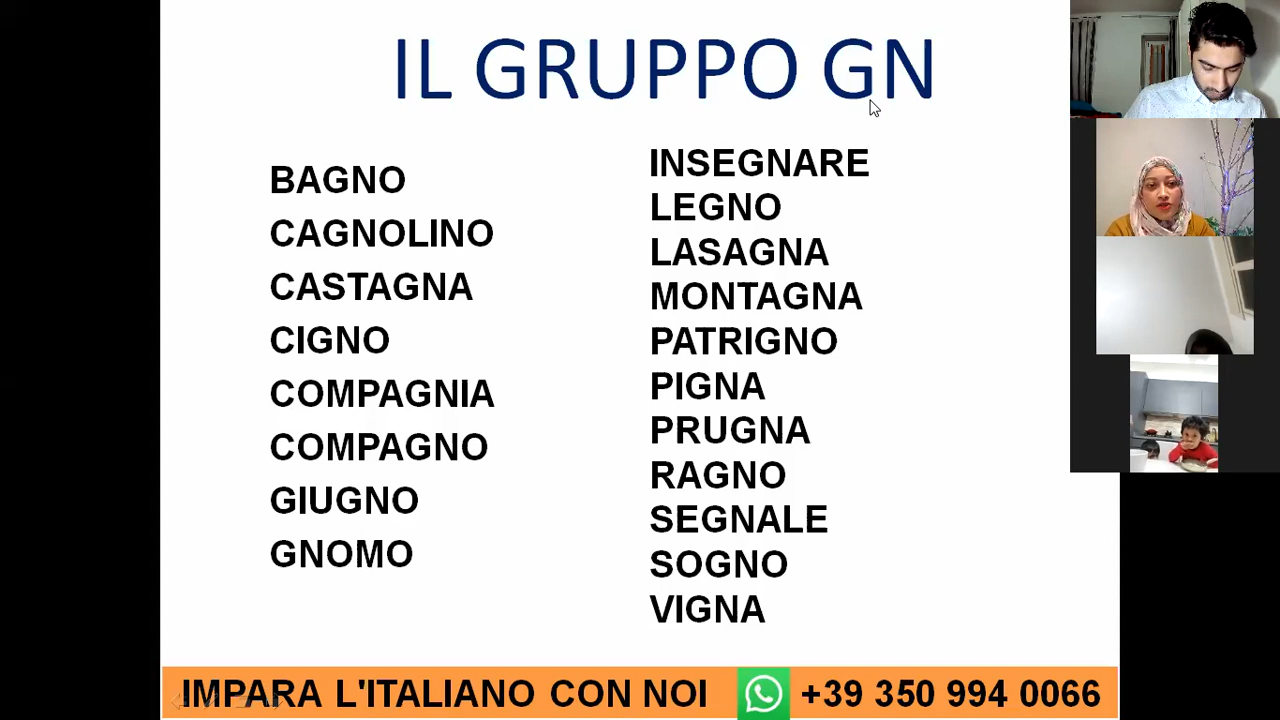 IL GRUPPO GN
BAGNO
CAGNOLINO
CASTAGNA
CIGNO
COMPAGNIA
COMPAGNO
GIUGNO
GNOMO
INSEGNARE
LEGNO
LASAGNA
MONTAGNA
PATRIGNO
PIGNA
PRUGNA
RAGNO
SEGNALE
SOGNO
VIGNA
IMPARA L'ITALIANO CON NOI +39 350 994 0066